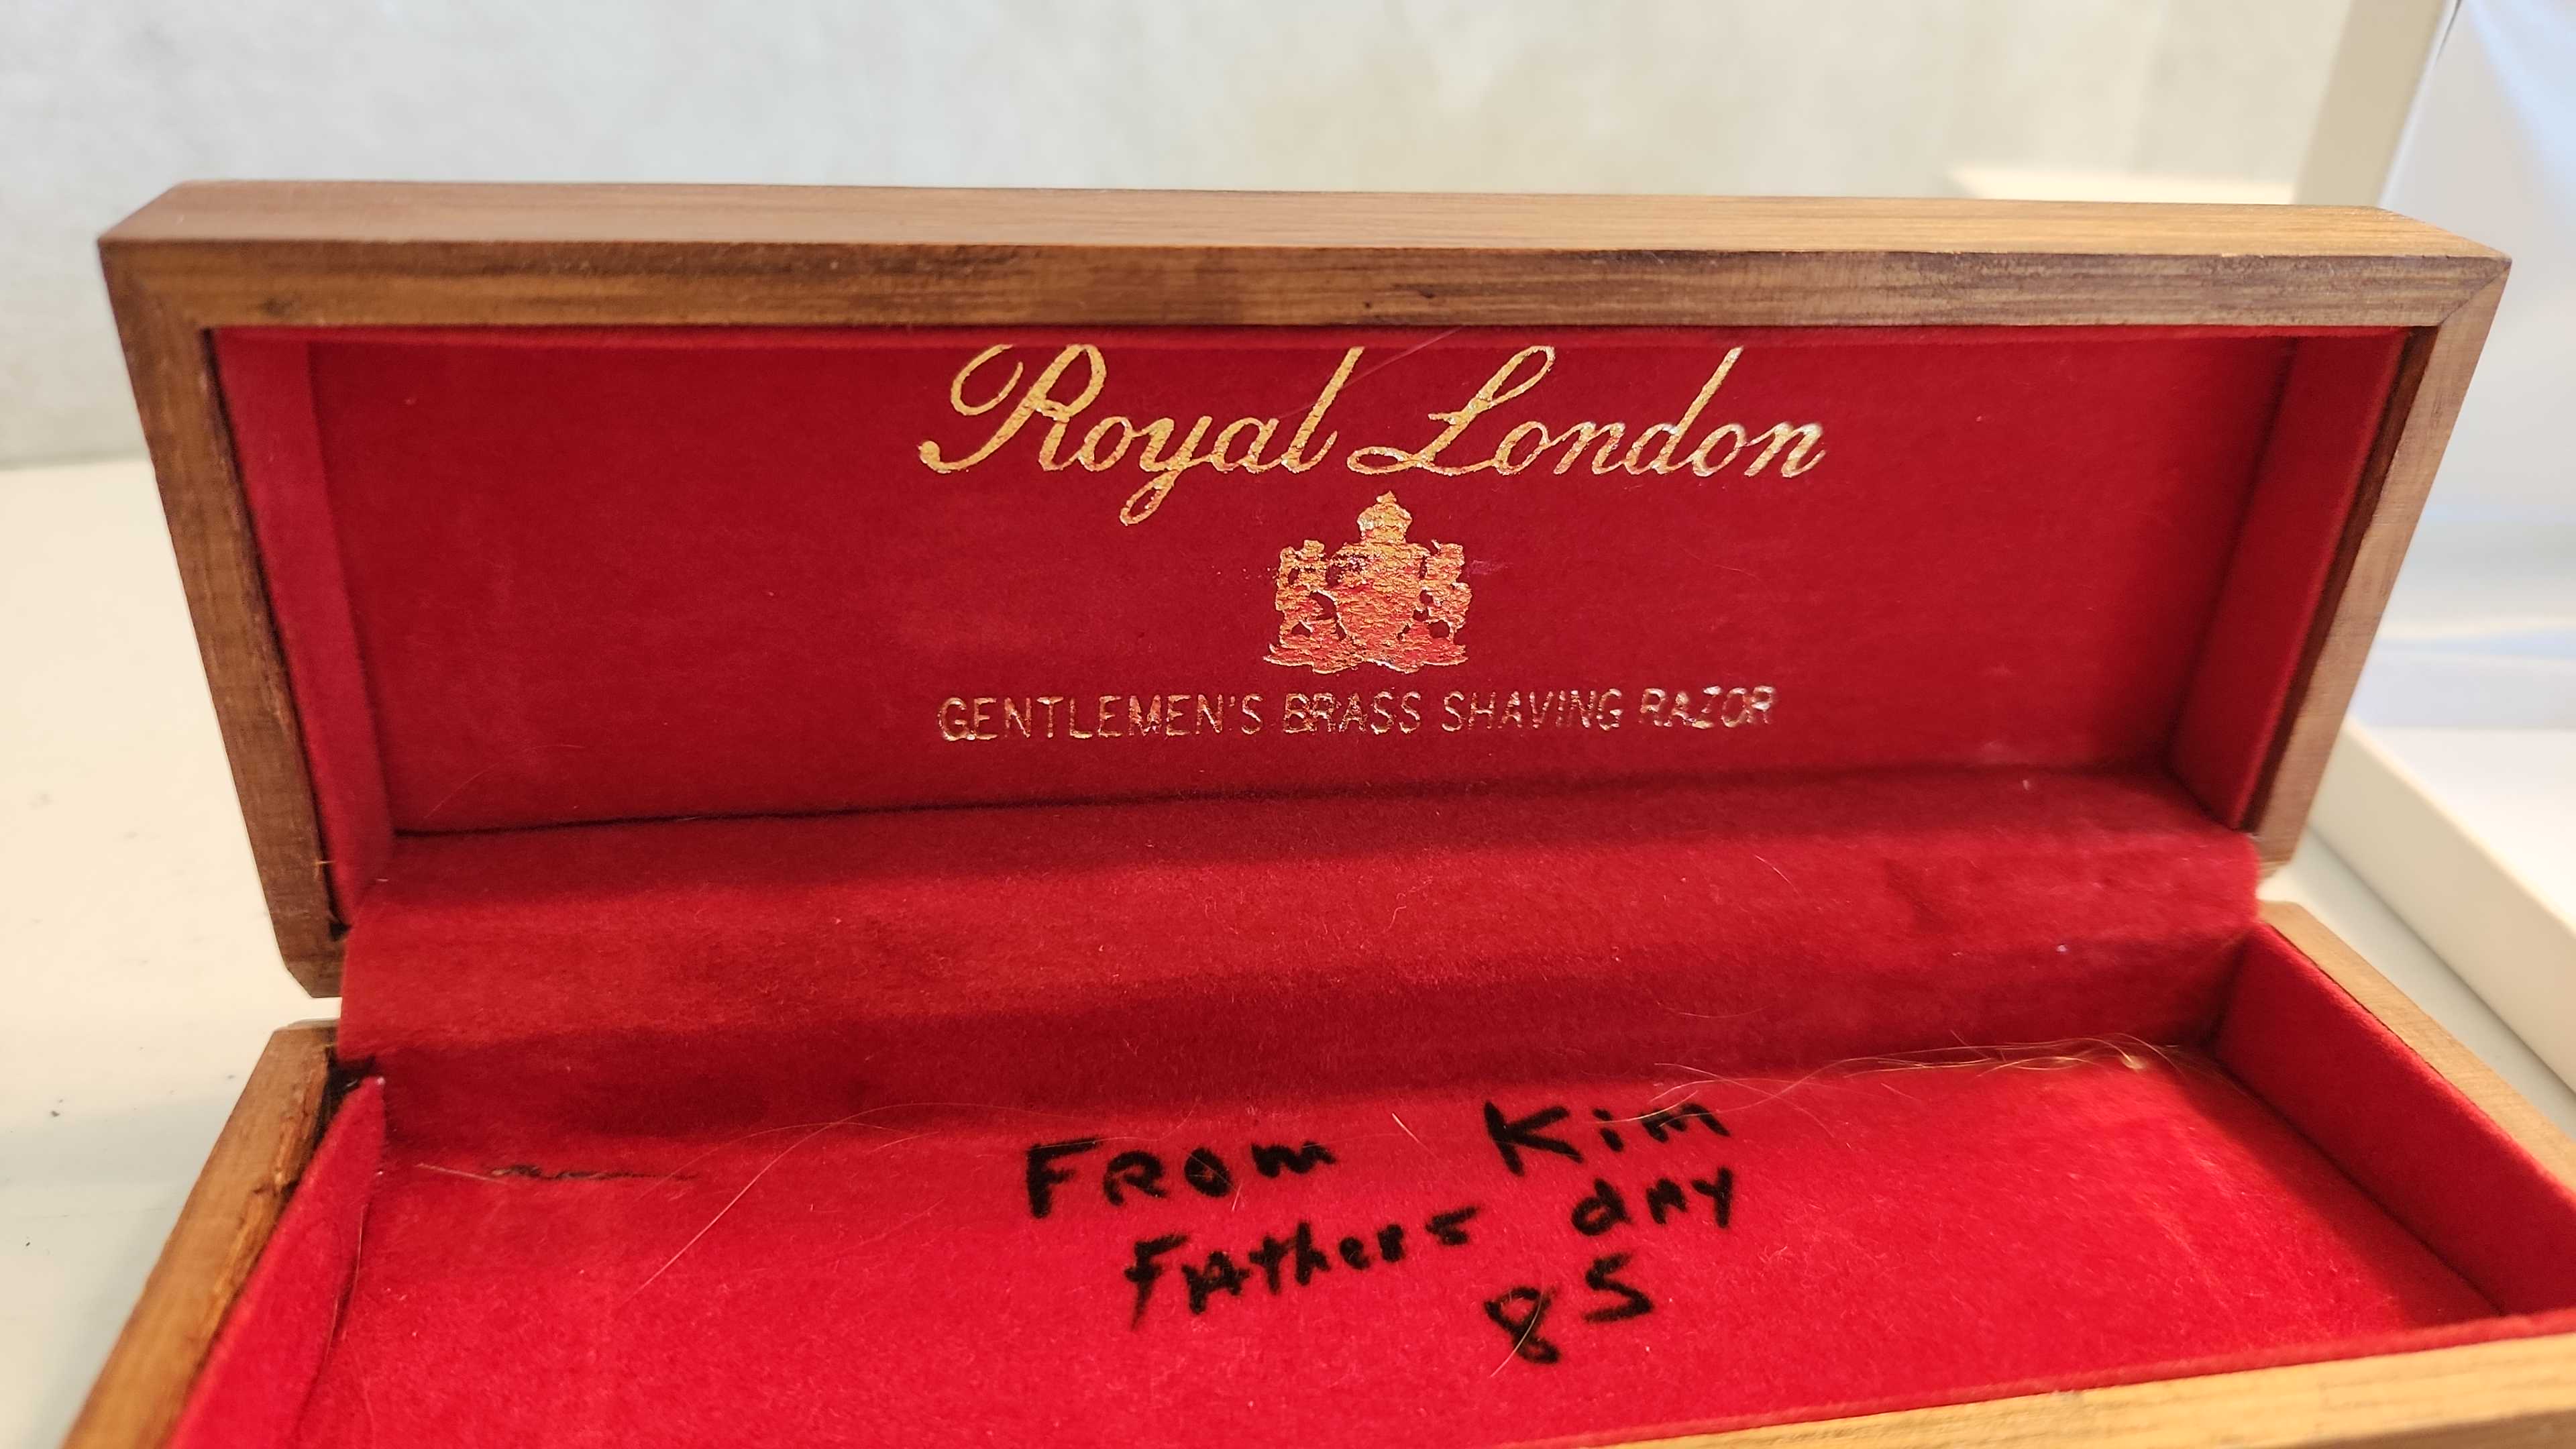 Royal London
GENTLEMEN'S BRASS SHAVING RAZOR
FROM KiM
FAthers dAY
85